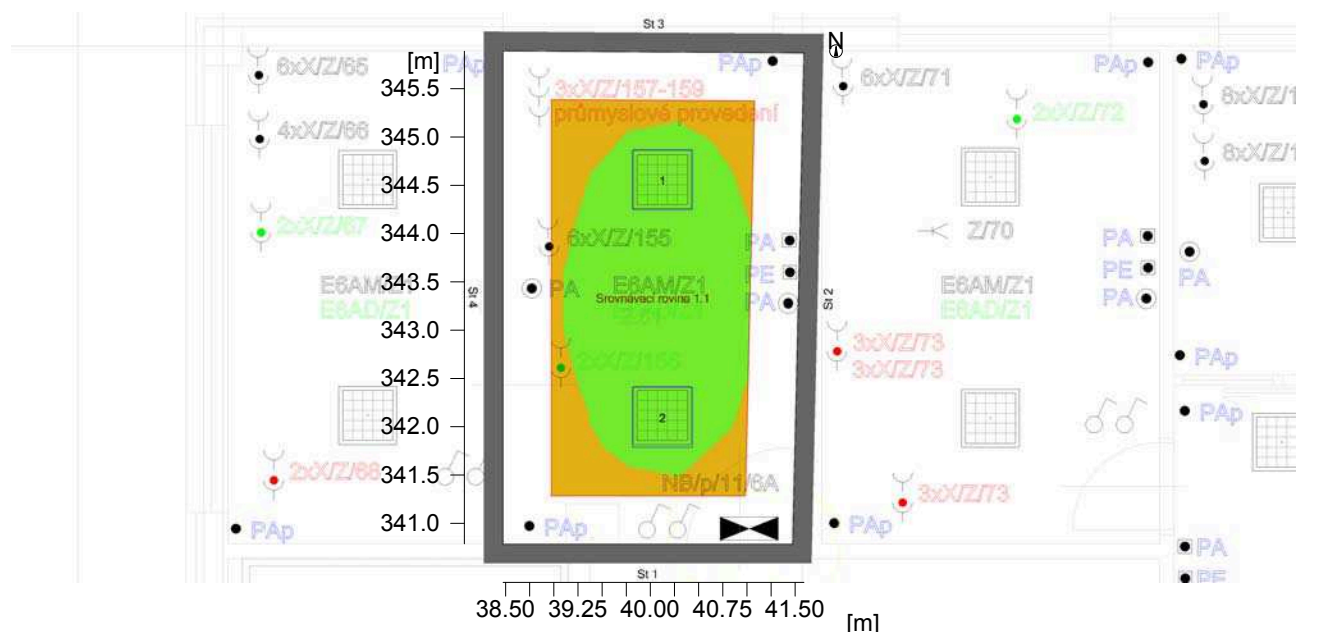 St 3
N
6xX/Z/65
[m]
PAp
PAp
6xX/Z/71
PAp
PAp
345.5
3xX/Z/157-159
průmyslové provedení
2xX/Z/72
4xX/Z/66
345.0
1
344.5
2xX/Z/67
344.0
6xX/Z/155
PA
Z/70
PA
343.5
E6AM/Z1
E6AD/Z1
St 4
PA
E6AM/Z1
Srovnávací rovina 1.1
PE
PA
St 2
E6AM/Z1
E6AD/Z1
PE
PA
PA
343.0
2xX/Z/156
3xX/Z/73
3xX/Z/73
PAp
342.5
342.0
2
PAp
341.5
2xX/Z/68
NB/p/11/6A
3xX/Z/73
341.0
PAp
PAp
PAp
PA
PE
St 1
38.50 39.25 40.00 40.75 41.50
[m]